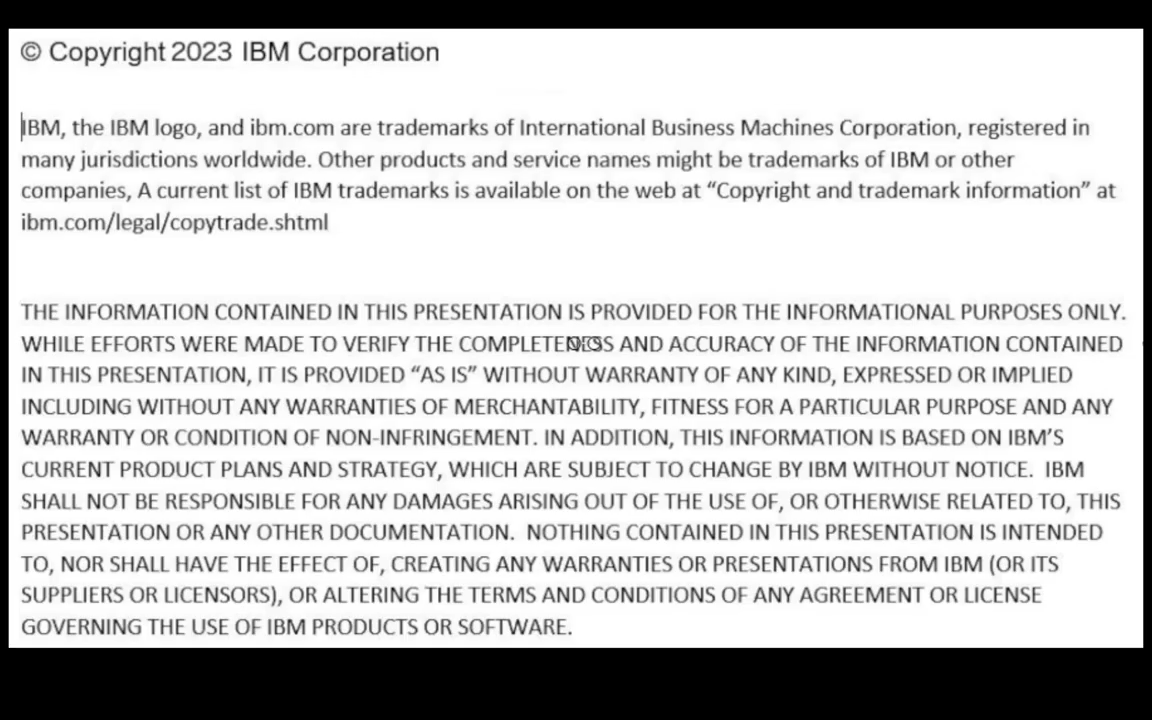 © Copyright 2023 IBM Corporation
IBM, the IBM logo, and ibm.com are trademarks of International Business Machines Corporation, registered in
many jurisdictions worldwide. Other products and service names might be trademarks of IBM or other
companies, A current list of IBM trademarks is available on the web at “Copyright and trademark information” at
ibm.com/legal/copytrade.shtml
THE INFORMATION CONTAINED IN THIS PRESENTATION IS PROVIDED FOR THE INFORMATIONAL PURPOSES ONLY.
WHILE EFFORTS WERE MADE TO VERIFY THE COMPLETENESS AND ACCURACY OF THE INFORMATION CONTAINED
IN THIS PRESENTATION, IT IS PROVIDED “AS IS” WITHOUT WARRANTY OF ANY KIND, EXPRESSED OR IMPLIED
INCLUDING WITHOUT ANY WARRANTIES OF MERCHANTABILITY, FITNESS FOR A PARTICULAR PURPOSE AND ANY
WARRANTY OR CONDITION OF NON-INFRINGEMENT. IN ADDITION, THIS INFORMATION IS BASED ON IBM’S
CURRENT PRODUCT PLANS AND STRATEGY, WHICH ARE SUBJECT TO CHANGE BY IBM WITHOUT NOTICE. IBM
SHALL NOT BE RESPONSIBLE FOR ANY DAMAGES ARISING OUT OF THE USE OF, OR OTHERWISE RELATED TO, THIS
PRESENTATION OR ANY OTHER DOCUMENTATION. NOTHING CONTAINED IN THIS PRESENTATION IS INTENDED
TO, NOR SHALL HAVE THE EFFECT OF, CREATING ANY WARRANTIES OR PRESENTATIONS FROM IBM (OR ITS
SUPPLIERS OR LICENSORS), OR ALTERING THE TERMS AND CONDITIONS OF ANY AGREEMENT OR LICENSE
GOVERNING THE USE OF IBM PRODUCTS OR SOFTWARE.